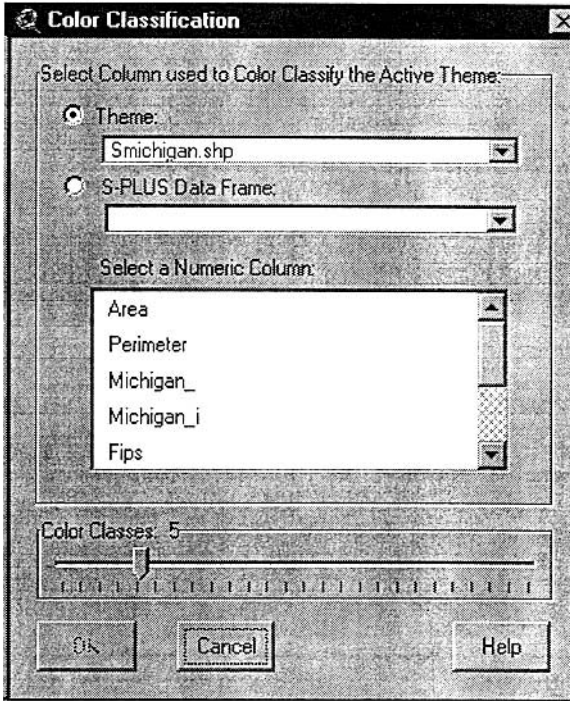 Color Classification
Select Column used to Color Classify the Active Theme:
Theme:
Smichigan.shp
S-PLUS Data Frame:
Select a Numeric Column:
Area
Perimeter
Michigan_
Michigan_i
Fips
Color Classes: 5
OK
Cancel
Help